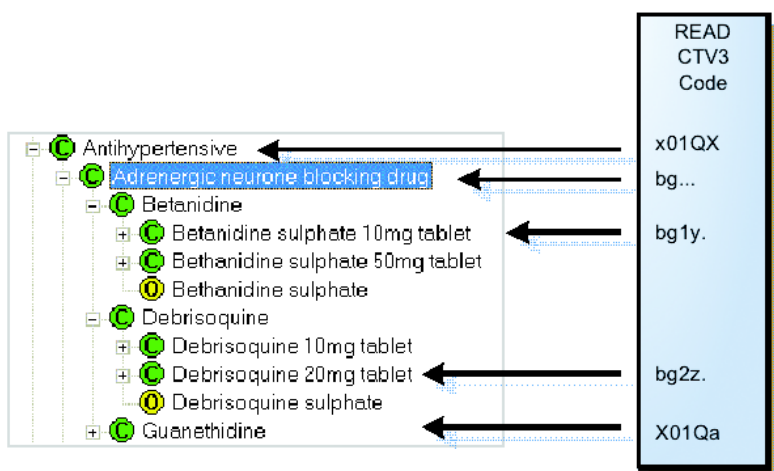 READ
CTV3
Code
C Antihypertensive x01QX
C Adrenergic neurone blocking drug bg...
C Betanidine
C Betanidine sulphate 10mg tablet bg1y.
C Bethanidine sulphate 50mg tablet
O Bethanidine sulphate
C Debrisoquine
C Debrisoquine 10mg tablet
C Debrisoquine 20mg tablet bg2z.
O Debrisoquine sulphate
C Guanethidine X01Qa